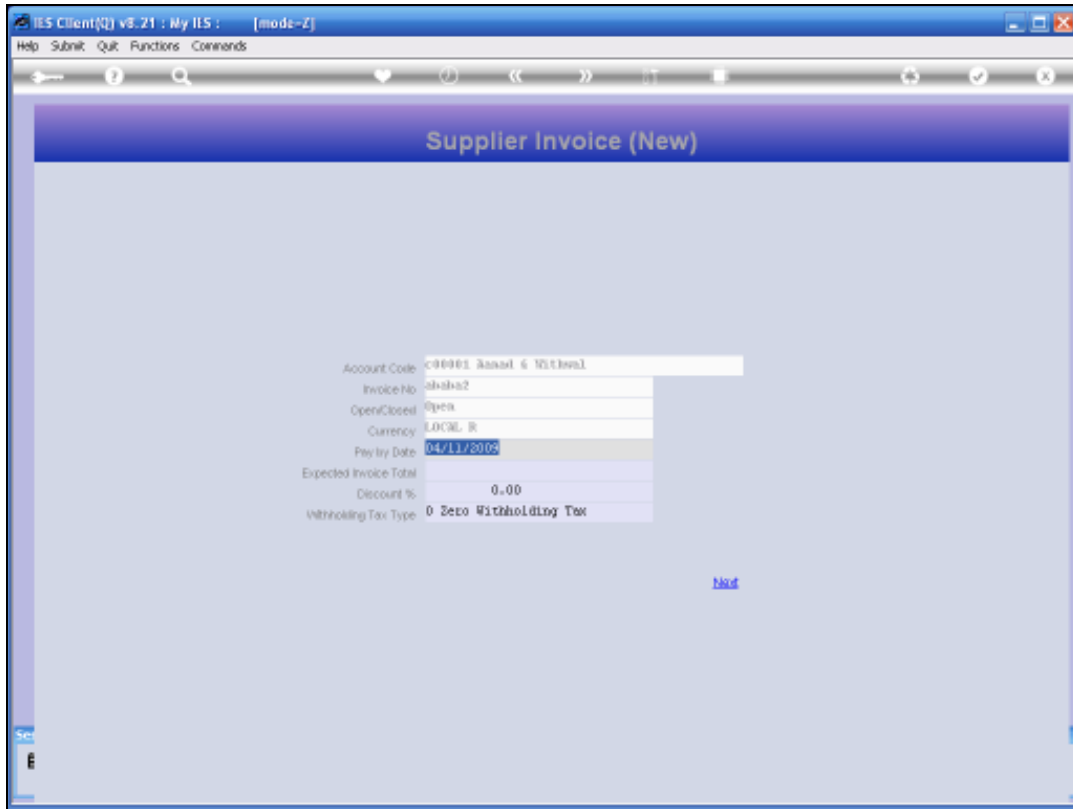 IES Client(Q) v8.21 : My IES : [mode=Z]
Help Submit Quit Functions Commands
Supplier Invoice (New)
Account Code c00001
Invoice No ababa2
Open/Closed Open
Currency LOCAL R
Pay by Date 04/11/2009
Expected Invoice Total
Discount % 0.00
Withholding Tax Type 0 Zero Withholding Tax
Next